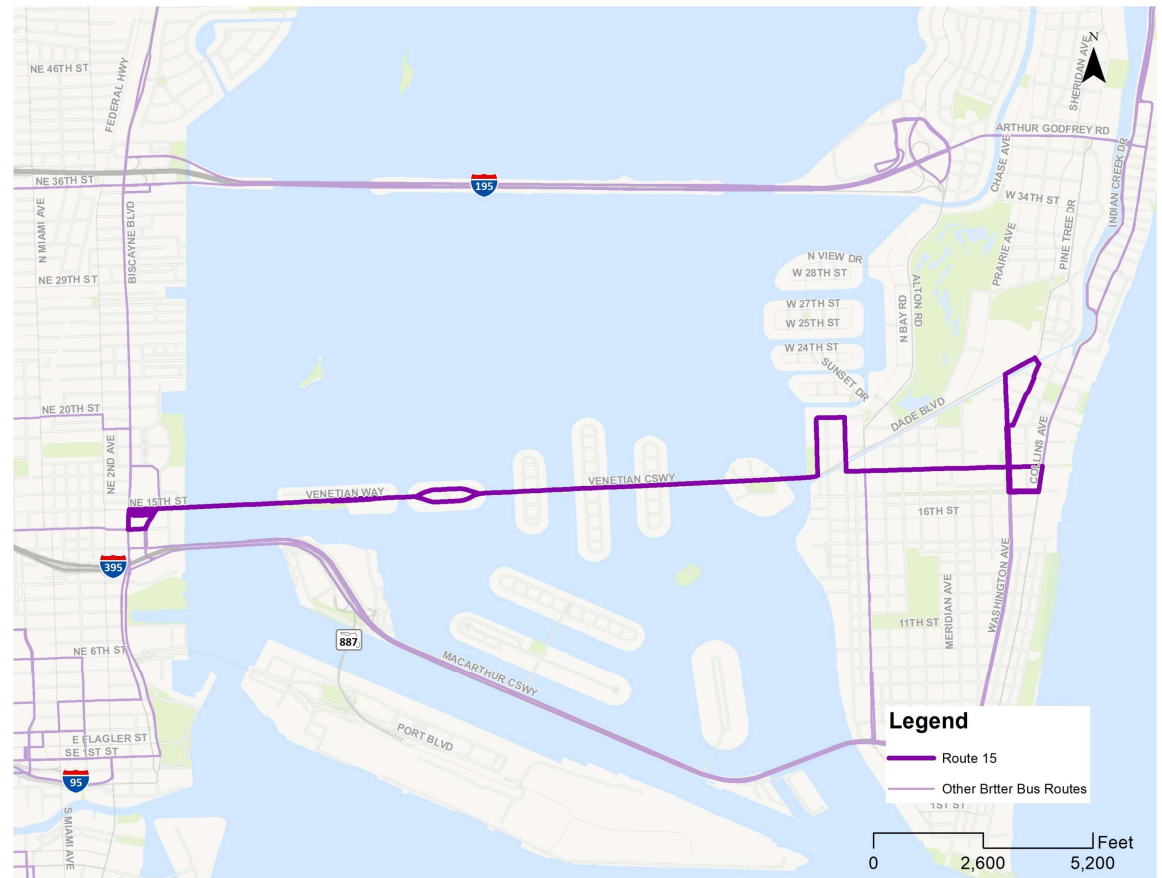 N
SHERIDAN AVE
NE 46TH ST
FEDERAL HWY
ARTHUR GODFREY RD
INDIAN CREEK DR
CHASE AVE
NE 36TH ST
195
W 34TH ST
N MIAMI AVE
BISCAYNE BLVD
PRAIRIE AVE
PINE TREE DR
N VIEW DR
W 28TH ST
NE 29TH ST
ALTON RD
N BAY RD
W 27TH ST
W 25TH ST
W 24TH ST
SUNSET DR
NE 20TH ST
DADE BLVD
COLLINS AVE
NE 2ND AVE
VENETIAN CSWY
VENETIAN WAY
NE 15TH ST
16TH ST
395
WASHINGTON AVE
MERIDIAN AVE
11TH ST
887
NE 6TH ST
MACARTHUR CSWY
PORT BLVD
E FLAGLER ST
SE 1ST ST
95
S MIAMI AVE
Legend
Route 15
Other Brtter Bus Routes
1ST ST
Feet
0 2,600 5,200